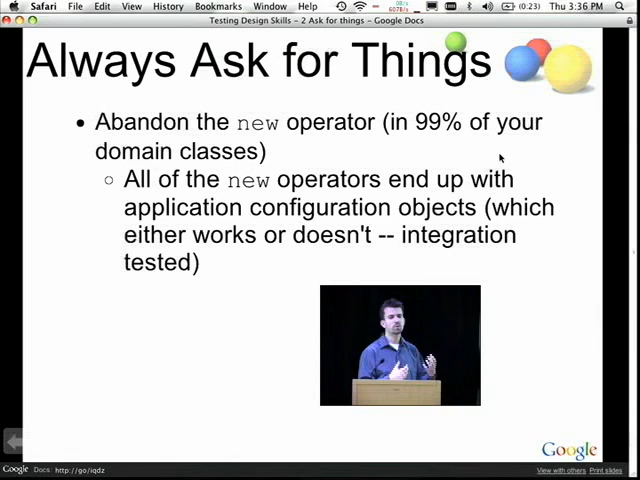 Safari File Edit View History Bookmarks Window (0:23) Thu 3:36 PM
Testing Design Skills - 2 Ask for things - Google Docs
Always Ask for Things
• Abandon the new operator (in 99% of your
domain classes)
○ All of the new operators end up with
application configuration objects (which
either works or doesn't -- integration
tested)
Google
Google Docs: http://go/iqdz View with others Print slides